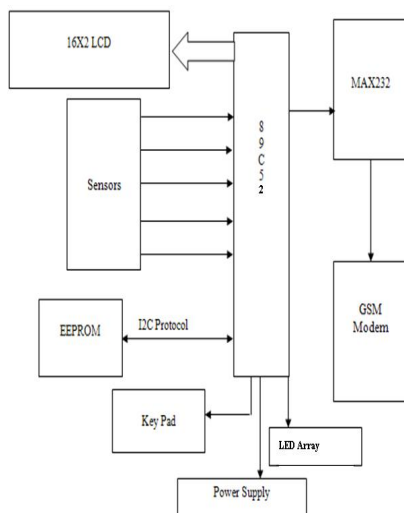 16X2 LCD
MAX232
8
9
C
5
2
Sensors
GSM
Modem
EEPROM
I2C Protocol
Key Pad
LED Array
Power Supply